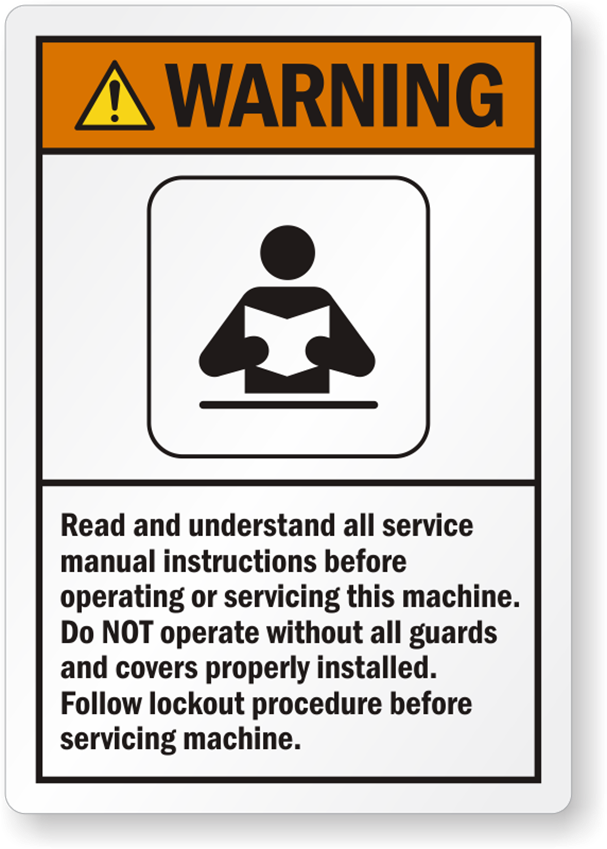 WARNING
Read and understand all service
manual instructions before
operating or servicing this machine.
Do NOT operate without all guards
and covers properly installed.
Follow lockout procedure before
servicing machine.